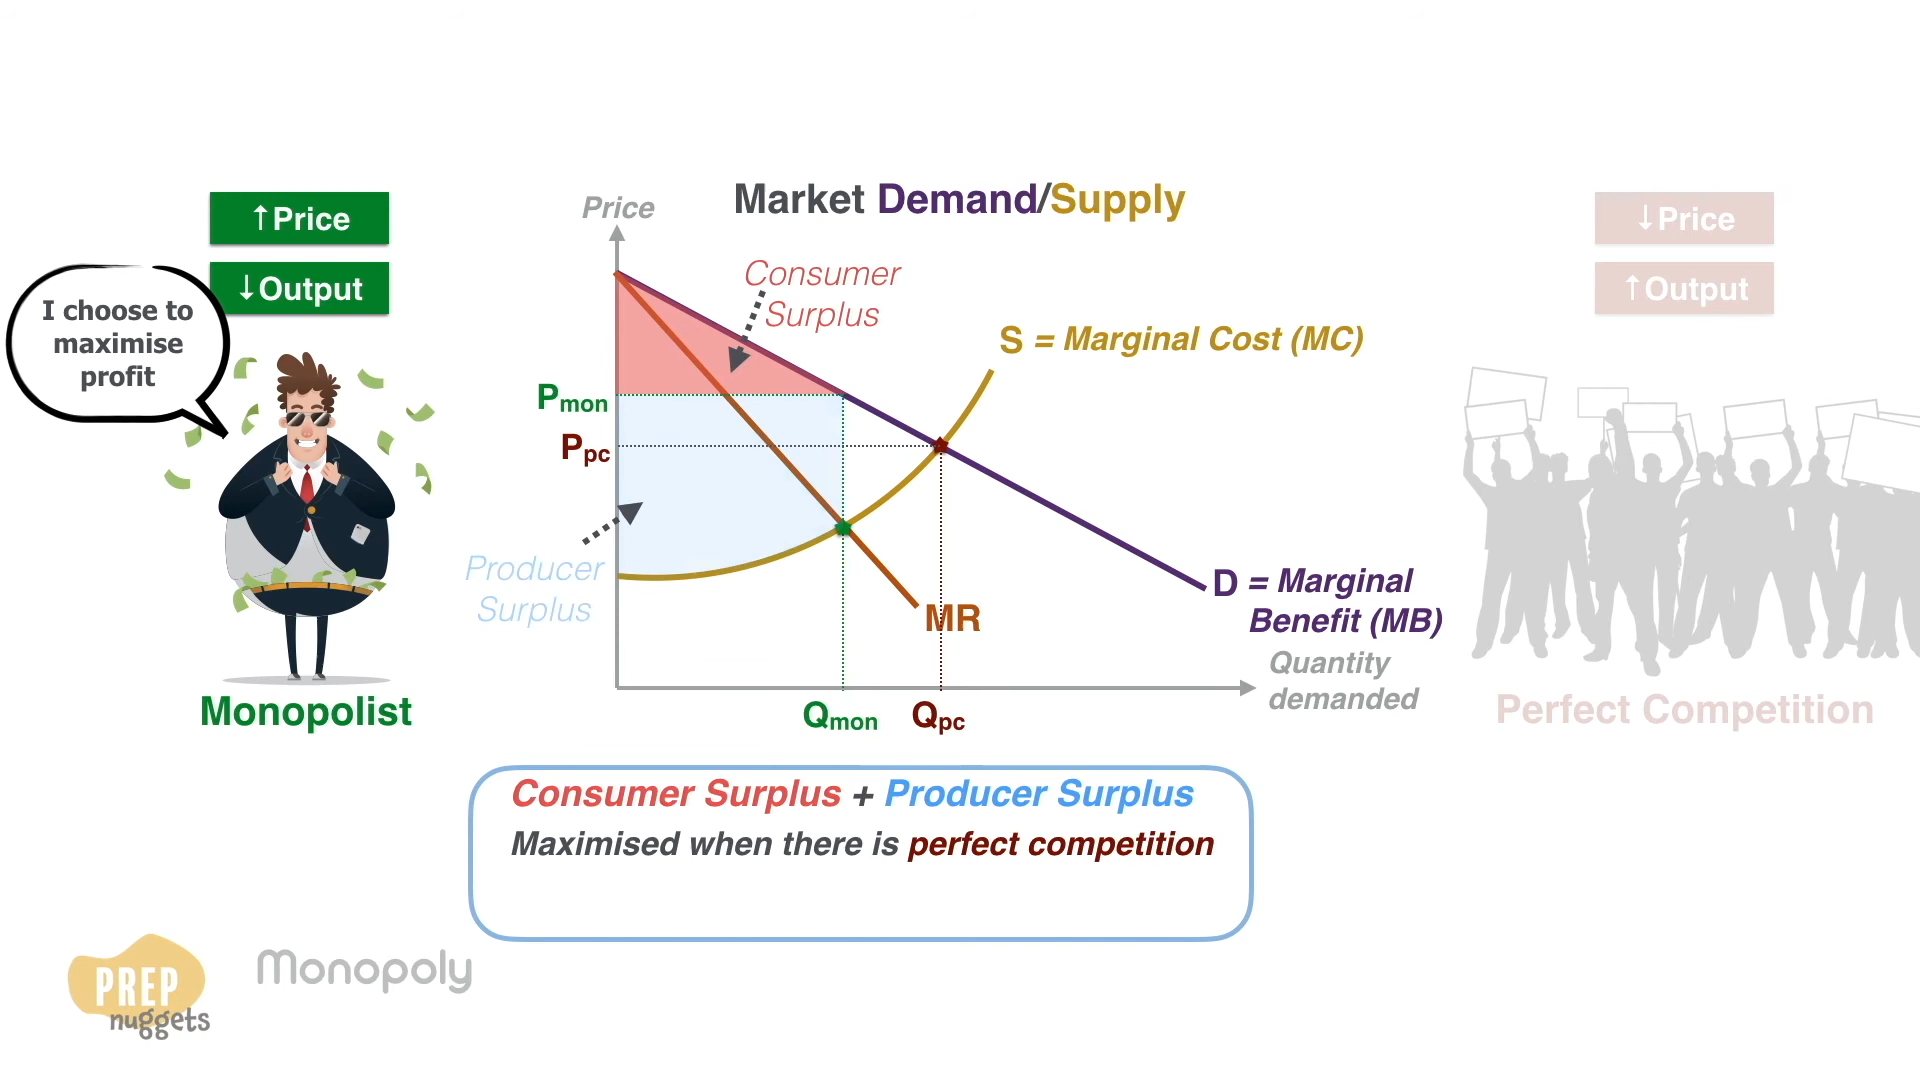 Market Demand/Supply
↑Price
↓Output
I choose to
maximise
profit
Monopolist
Price
Consumer
Surplus
S = Marginal Cost (MC)
Pmon
Ppc
Producer
Surplus
MR
D = Marginal
Benefit (MB)
Quantity
demanded
Qmon
Qpc
↓Price
↑Output
Perfect Competition
Consumer Surplus + Producer Surplus
Maximised when there is perfect competition
PREP
nuggets
Monopoly